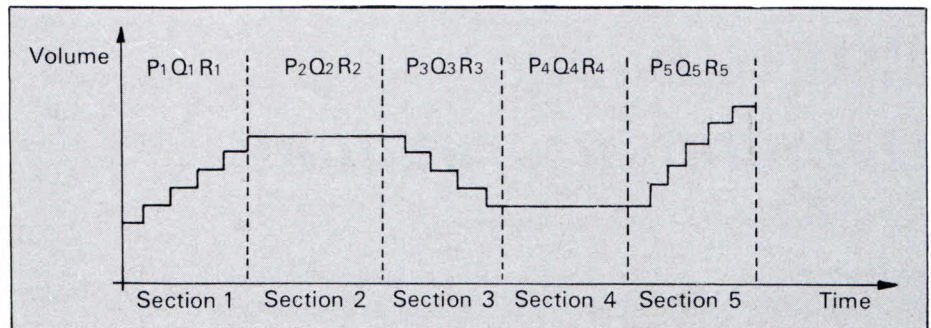 Volume
P₁Q₁R₁ P₂Q₂R₂ P₃Q₃R₃ P₄Q₄R₄ P₅Q₅R₅
Section 1 Section 2 Section 3 Section 4 Section 5 Time